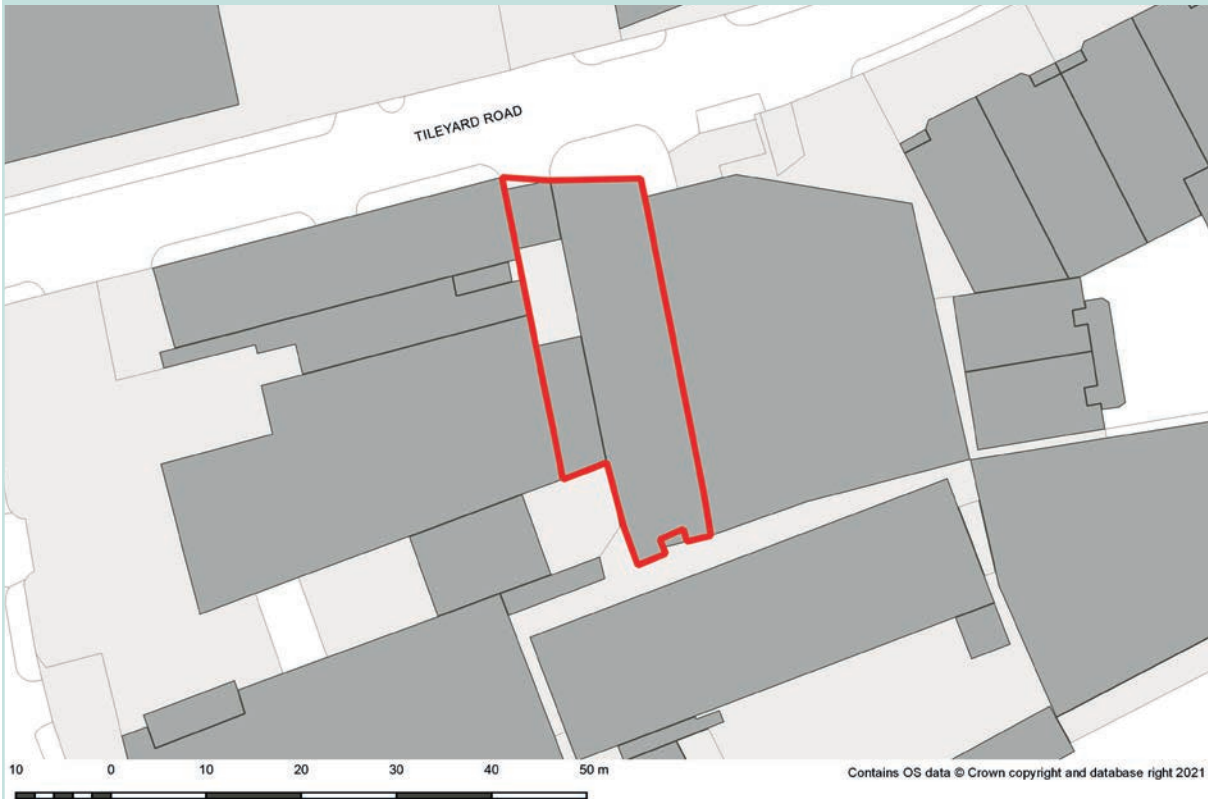 TILEYARD ROAD
10 0 10 20 30 40 50 m
Contains OS data © Crown copyright and database right 2021